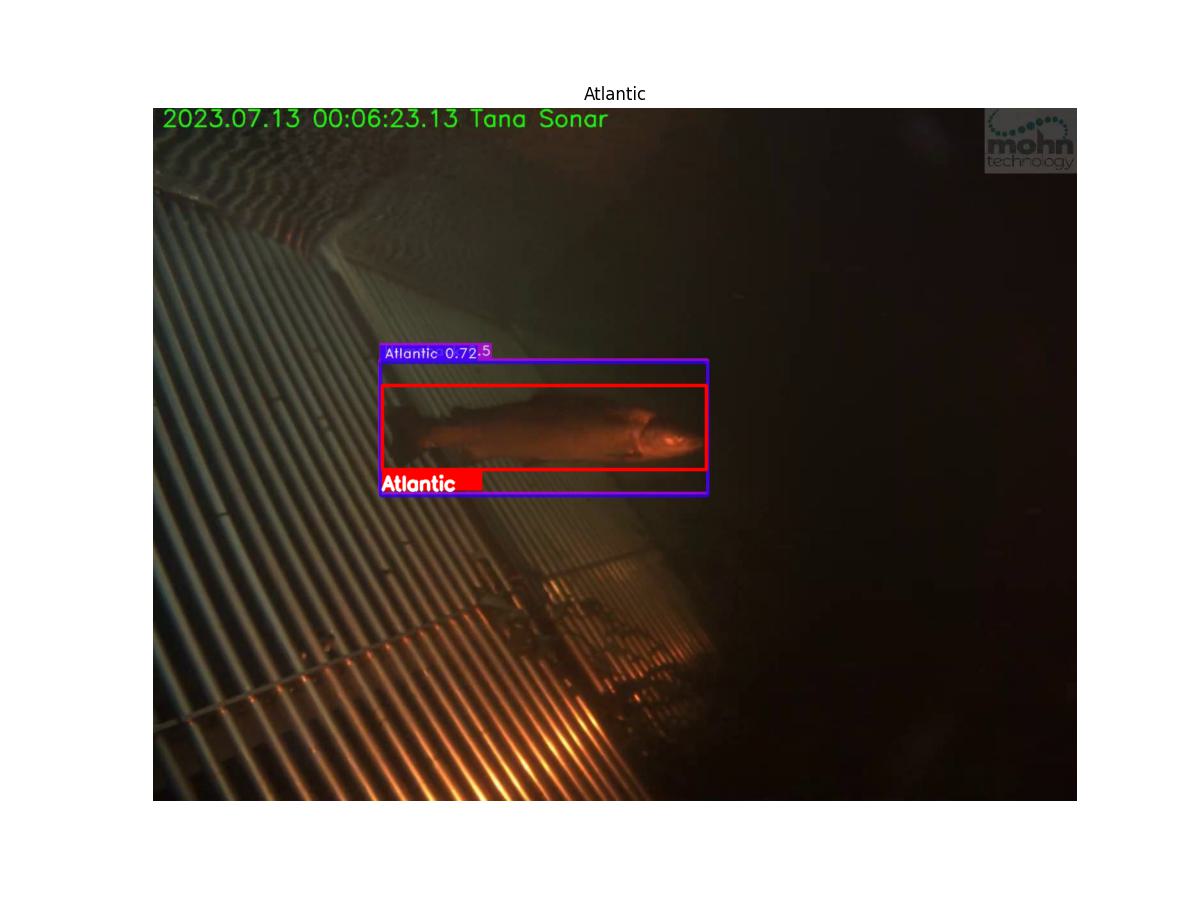 Atlantic
2023.07.13 00:06:23.13 Tana Sonar
mohn
technology
Atlantic 0.72
.5
Atlantic